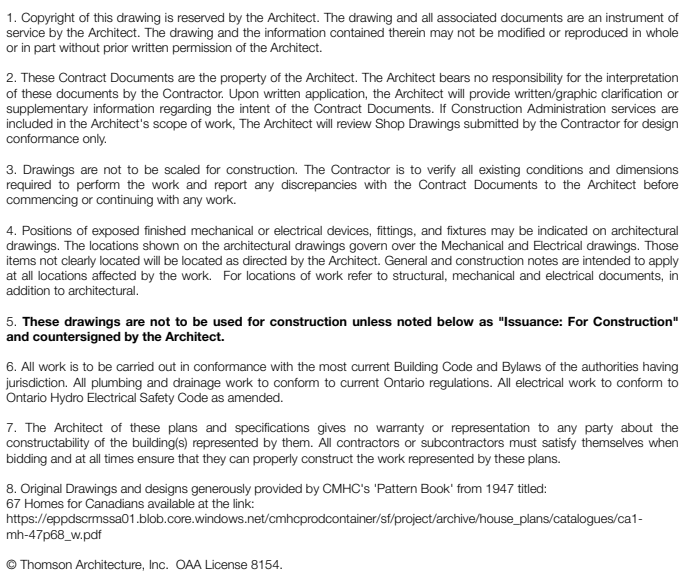 1. Copyright of this drawing is reserved by the Architect. The drawing and all associated documents are an instrument of
service by the Architect. The drawing and the information contained therein may not be modified or reproduced in whole
or in part without prior written permission of the Architect.
2. These Contract Documents are the property of the Architect. The Architect bears no responsibility for the interpretation
of these documents by the Contractor. Upon written application, the Architect will provide written/graphic clarification or
supplementary information regarding the intent of the Contract Documents. If Construction Administration services are
included in the Architect's scope of work, The Architect will review Shop Drawings submitted by the Contractor for design
conformance only.
3. Drawings are not to be scaled for construction. The Contractor is to verify all existing conditions and dimensions
required to perform the work and report any discrepancies with the Contract Documents to the Architect before
commencing or continuing with any work.
4. Positions of exposed finished mechanical or electrical devices, fittings, and fixtures may be indicated on architectural
drawings. The locations shown on the architectural drawings govern over the Mechanical and Electrical drawings. Those
items not clearly located will be located as directed by the Architect. General and construction notes are intended to apply
at all locations affected by the work. For locations of work refer to structural, mechanical and electrical documents, in
addition to architectural.
5. These drawings are not to be used for construction unless noted below as "Issuance: For Construction"
and countersigned by the Architect.
6. All work is to be carried out in conformance with the most current Building Code and Bylaws of the authorities having
jurisdiction. All plumbing and drainage work to conform to current Ontario regulations. All electrical work to conform to
Ontario Hydro Electrical Safety Code as amended.
7. The Architect of these plans and specifications gives no warranty or representation to any party about the
constructability of the building(s) represented by them. All contractors or subcontractors must satisfy themselves when
bidding and at all times ensure that they can properly construct the work represented by these plans.
8. Original Drawings and designs generously provided by CMHC's 'Pattern Book' from 1947 titled:
67 Homes for Canadians available at the link:
https://eppdscrmssa01.blob.core.windows.net/cmhcprodcontainer/sf/project/archive/house_plans/catalogues/ca1-
mh-47p68_w.pdf
© Thomson Architecture, Inc. OAA License 8154.